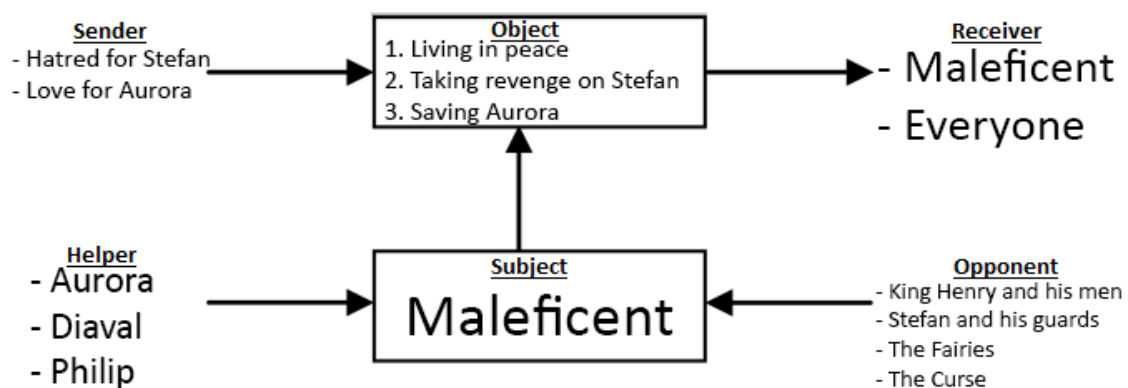 Sender
- Hatred for Stefan
- Love for Aurora
Object
1. Living in peace
2. Taking revenge on Stefan
3. Saving Aurora
Receiver
- Maleficent
- Everyone
Helper
- Aurora
- Diaval
- Philip
Subject
Maleficent
Opponent
- King Henry and his men
- Stefan and his guards
- The Fairies
- The Curse